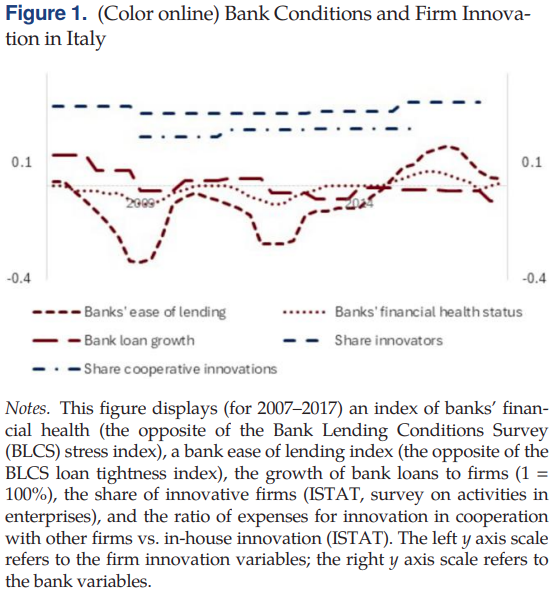 Figure 1. (Color online) Bank Conditions and Firm Innova-
tion in Italy
0.1
0.1
2009
2014
-0.4
-0.4
Banks' ease of lending
Banks' financial health status
Bank loan growth
Share innovators
Share cooperative innovations
Notes. This figure displays (for 2007–2017) an index of banks' finan-
cial health (the opposite of the Bank Lending Conditions Survey
(BLCS) stress index), a bank ease of lending index (the opposite of the
BLCS loan tightness index), the growth of bank loans to firms (1 =
100%), the share of innovative firms (ISTAT, survey on activities in
enterprises), and the ratio of expenses for innovation in cooperation
with other firms vs. in-house innovation (ISTAT). The left y axis scale
refers to the firm innovation variables; the right y axis scale refers to
the bank variables.